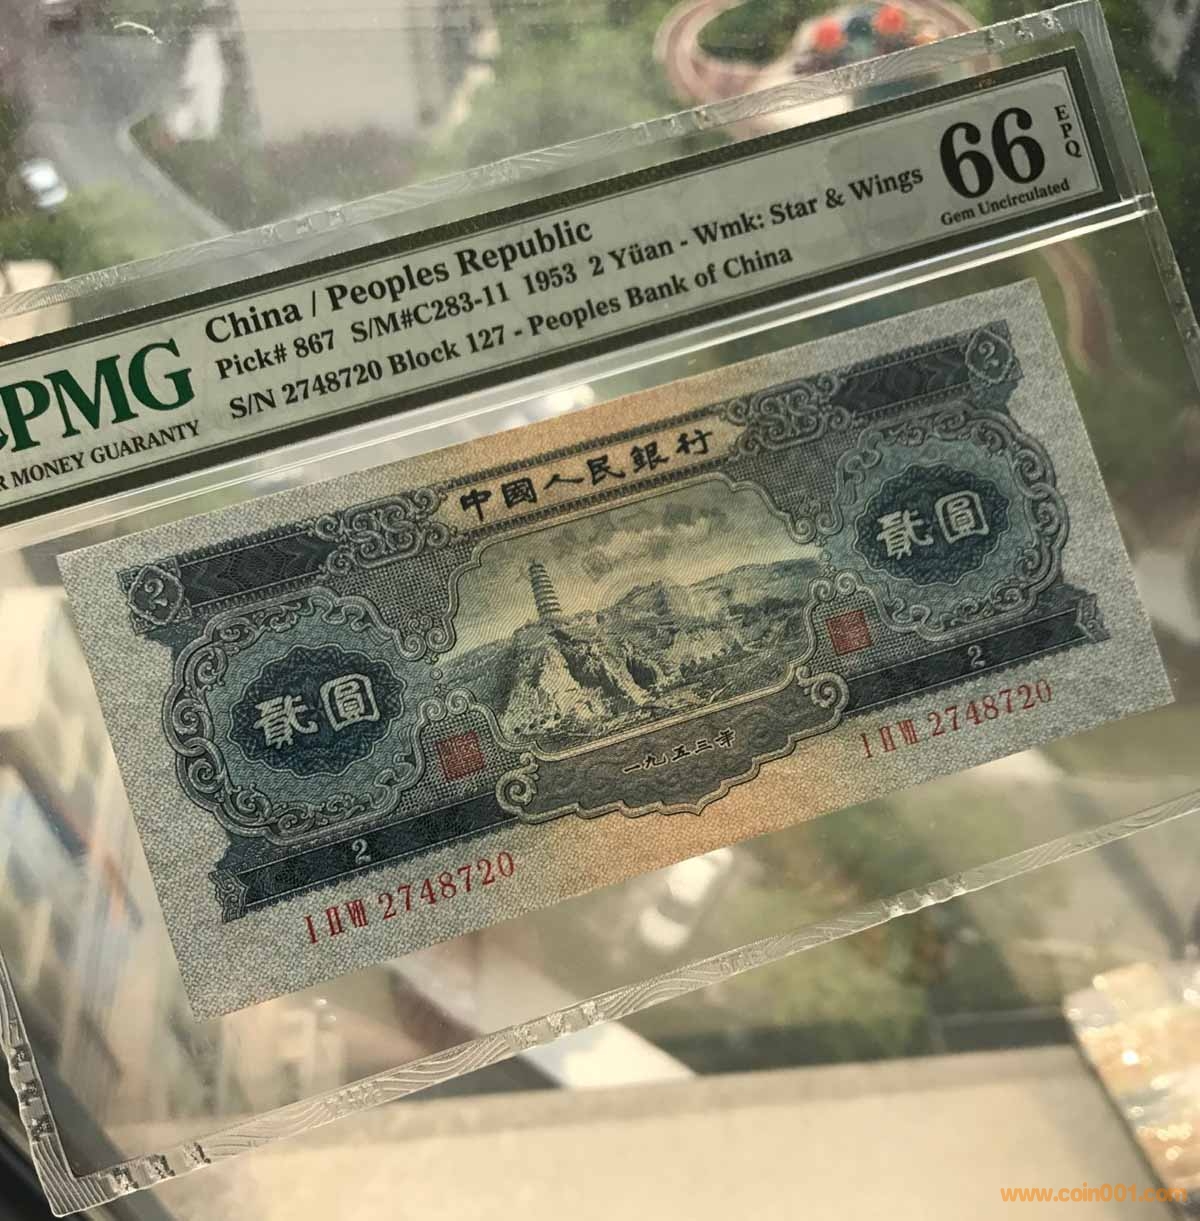 China / Peoples Republic
Pick# 867 S/M#C283-11 1953 2 Yüan - Wmk: Star & Wings
S/N 2748720 Block 127 - Peoples Bank of China
66
EPQ
Gem Uncirculated
PMG
MONEY GUARANTY
中國人民銀行
2
2
貳圓
貳圓
一九五三年
2
2
I II VII 2748720
I II VII 2748720
www.coin001.com